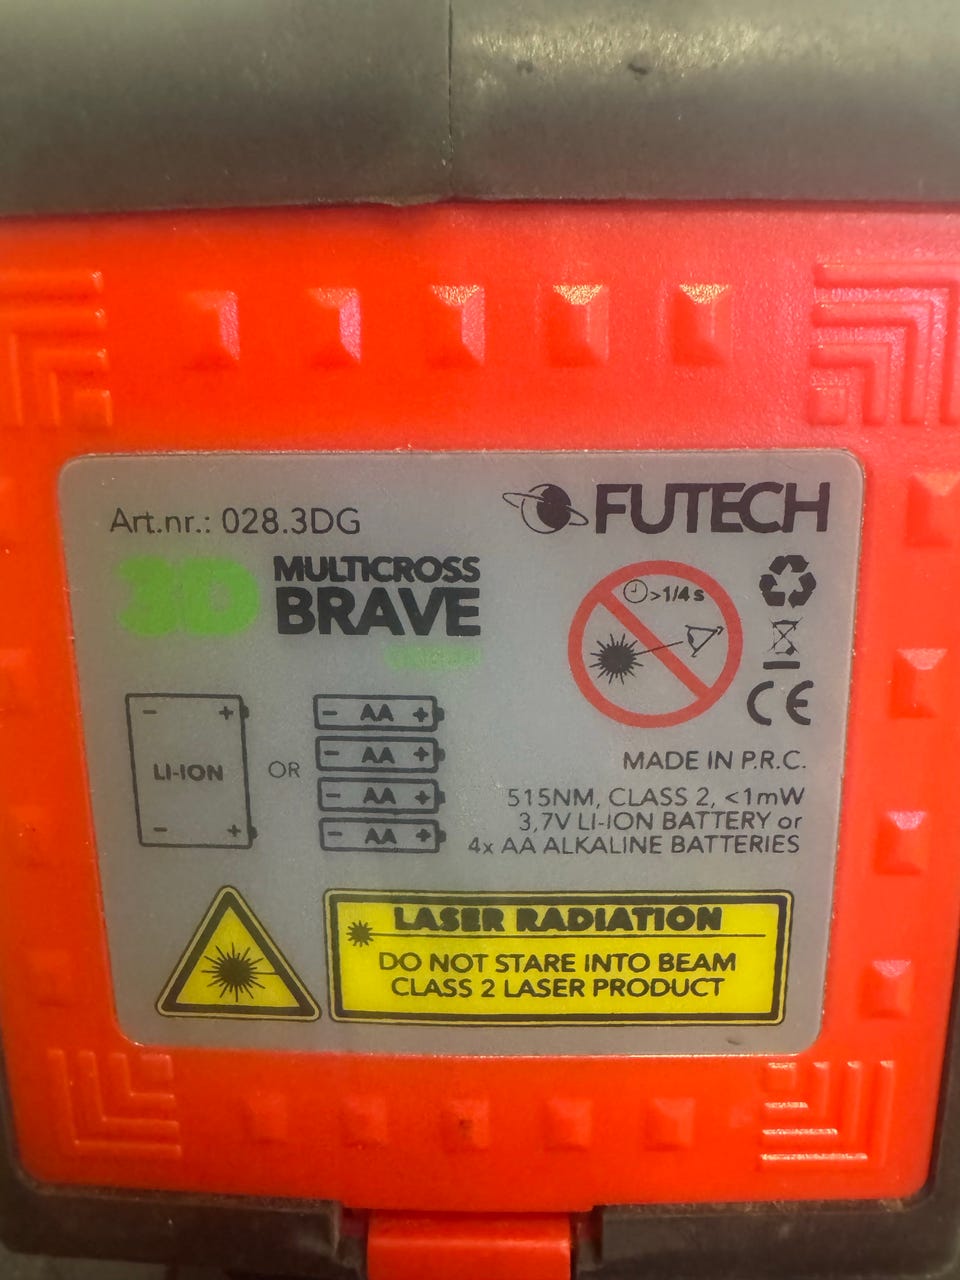 Art.nr.: 028.3DG
FUTECH
3D MULTICROSS
BRAVE
>1/4s
CE
- +
LI-ION
- +
OR
- AA +
- AA +
- AA +
- AA +
MADE IN P.R.C.
515NM, CLASS 2, <1mW
3,7V LI-ION BATTERY or
4x AA ALKALINE BATTERIES
LASER RADIATION
DO NOT STARE INTO BEAM
CLASS 2 LASER PRODUCT